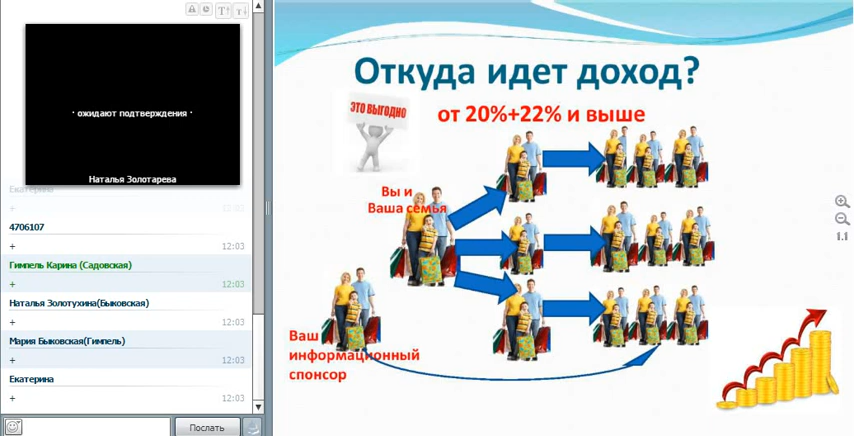 · ожидают подтверждения ·
Наталья Золотарева
Екатерина
+ 12:03
4706107
+ 12:03
Гимпель Карина (Садовская)
+ 12:03
Наталья Золотухина(Быковская)
+ 12:03
Мария Быковская(Гимпель)
+ 12:03
Екатерина
+ 12:03
Послать
Откуда идет доход?
ЭТО ВЫГОДНО
от 20%+22% и выше
Вы и
Ваша семья
Ваш
информационный
спонсор
1.1